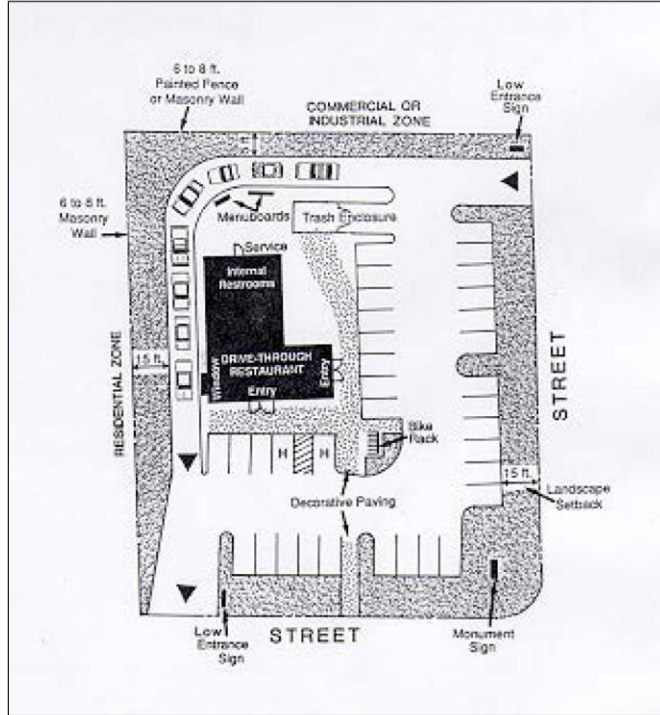 6 to 8 ft.
Painted Fence
or Masonry Wall
COMMERCIAL OR
INDUSTRIAL ZONE
Low
Entrance
Sign
6 to 8 ft.
Masonry
Wall
Menuboards
Trash Enclosure
Service
Internal
Restrooms
RESIDENTIAL ZONE
15 ft.
Window
DRIVE-THROUGH
RESTAURANT
Entry
Entry
STREET
Bike
Rack
H
H
15 ft.
Landscape
Setback
Decorative Paving
Low
Entrance
Sign
STREET
Monument
Sign